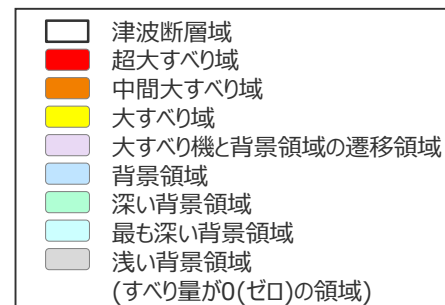 津波断層域
超大すべり域
中間大すべり域
大すべり域
大すべり機と背景領域の遷移領域
背景領域
深い背景領域
最も深い背景領域
浅い背景領域
(すべり量が0(ゼロ)の領域)